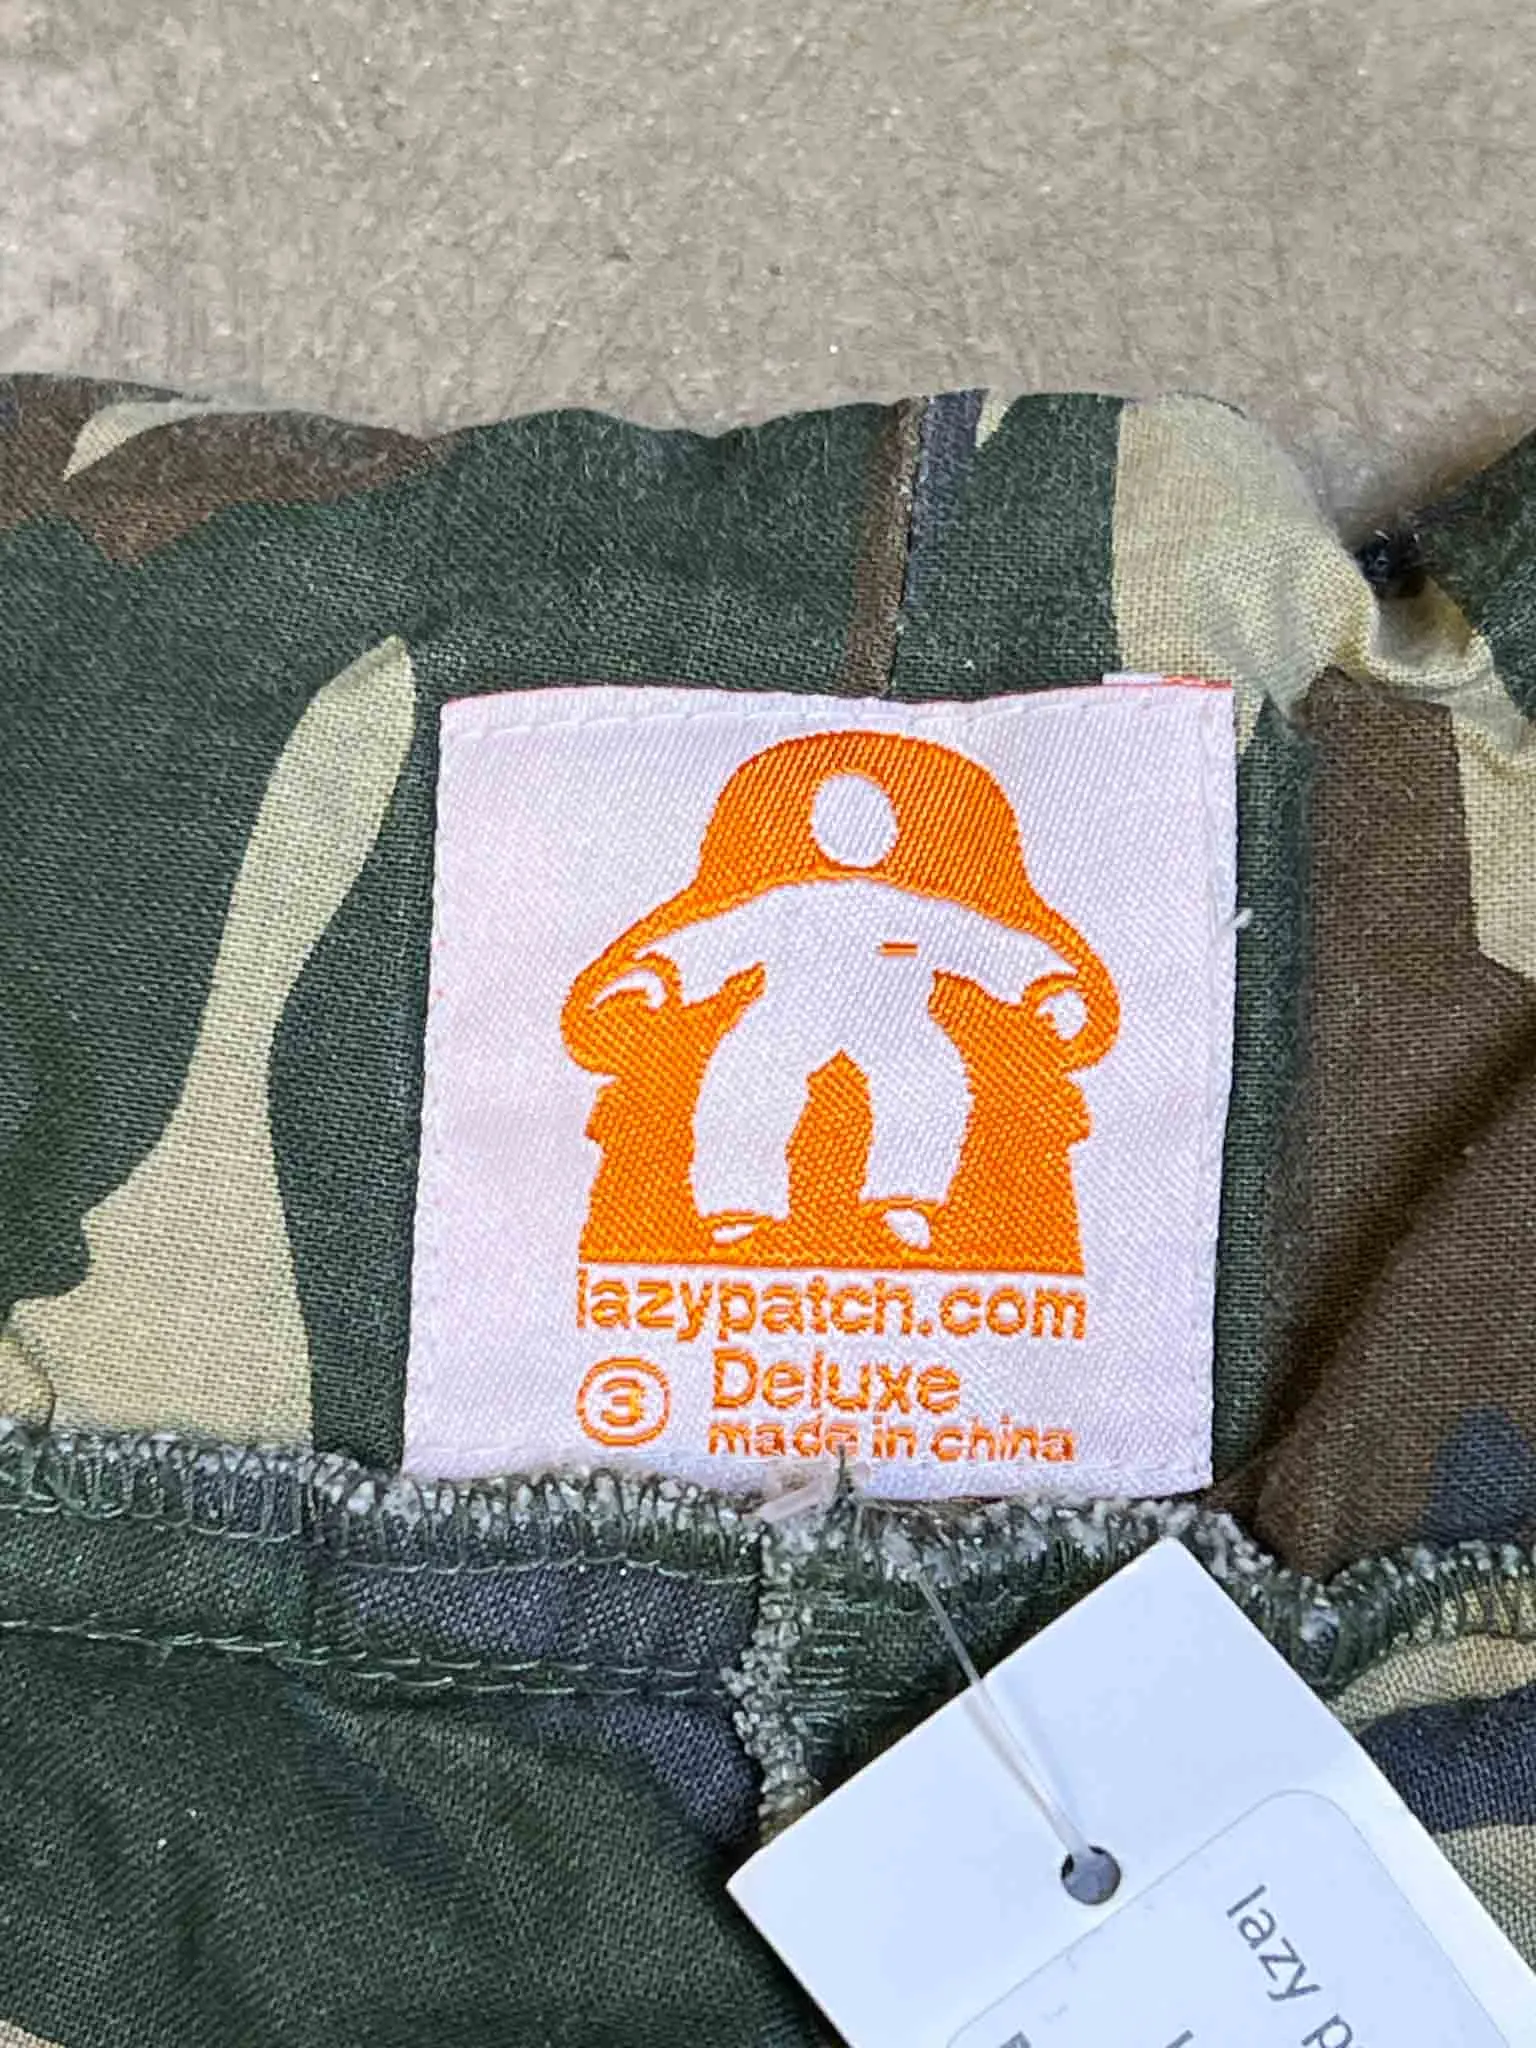 lazypatch.com
3 Deluxe
made in china
lazy